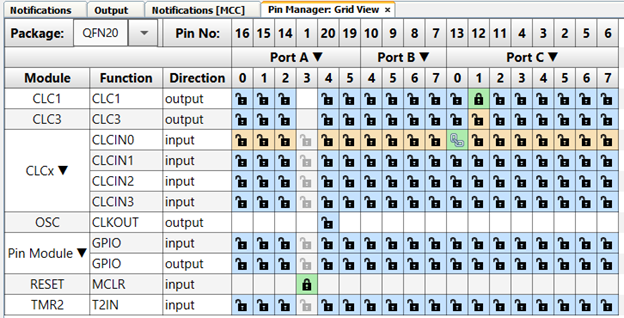 Notifications Output Notifications [MCC] Pin Manager: Grid View ×
Package: QFN20 Pin No: 16 15 14 1 20 19 10 9 8 7 13 12 11 4 3 2 5 6
Port A ▼ Port B ▼ Port C ▼
Module Function Direction 0 1 2 3 4 5 4 5 6 7 0 1 2 3 4 5 6 7
CLC1 CLC1 output
CLC3 CLC3 output
CLCx ▼ CLCIN0 input
CLCIN1 input
CLCIN2 input
CLCIN3 input
OSC CLKOUT output
Pin Module ▼ GPIO input
GPIO output
RESET MCLR input
TMR2 T2IN input